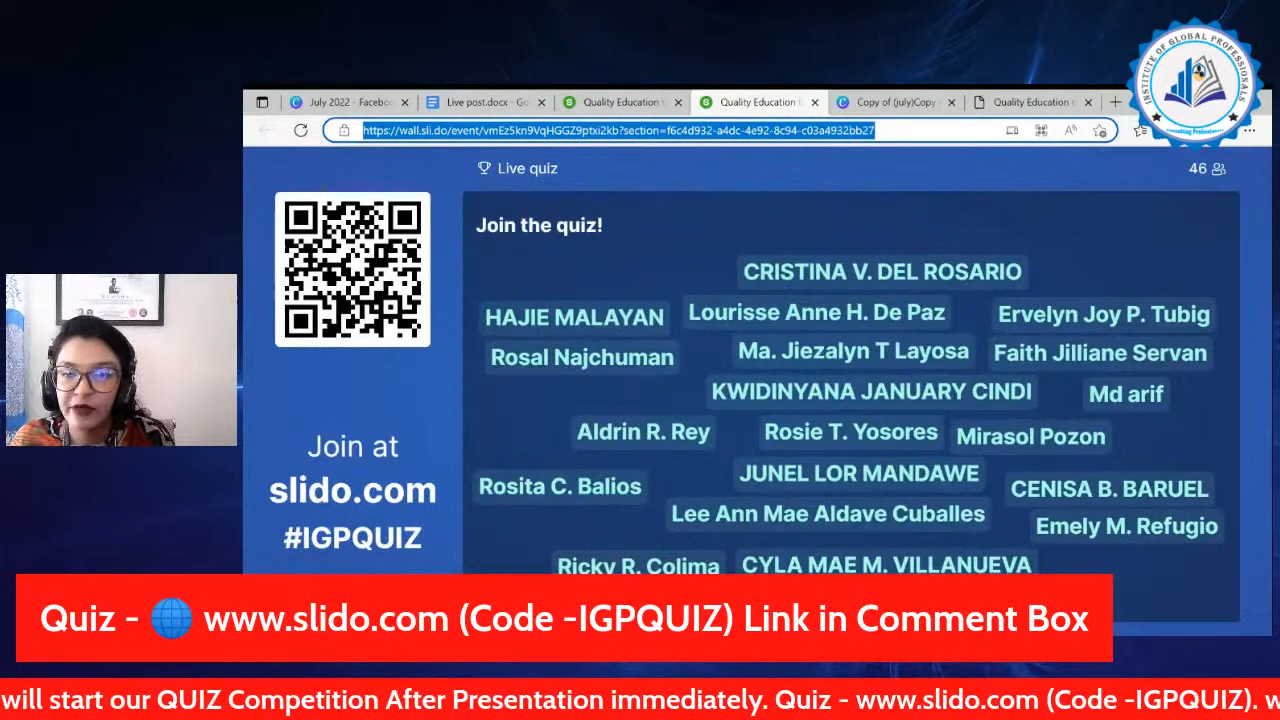 INSTITUTE OF GLOBAL PROFESSIONALS
Consulting Professionals
July 2022 - Faceboo
Live post.docx - Go
Quality Education
Quality Education
Copy of (july)Copy
Quality Education
https://wall.sli.do/event/vmEz5kn9VqHGGZ9ptxi2kb?section=f6c4d932-a4dc-4e92-8c94-c03a4932bb27
Live quiz
46
Join the quiz!
CRISTINA V. DEL ROSARIO
HAJIE MALAYAN
Lourisse Anne H. De Paz
Ervelyn Joy P. Tubig
Rosal Najchuman
Ma. Jiezalyn T Layosa
Faith Jilliane Servan
KWIDINYANA JANUARY CINDI
Md arif
Aldrin R. Rey
Rosie T. Yosores
Mirasol Pozon
JUNEL LOR MANDAWE
Rosita C. Balios
CENISA B. BARUEL
Lee Ann Mae Aldave Cuballes
Emely M. Refugio
Ricky R. Colima
CYLA MAE M. VILLANUEVA
Join at
slido.com
#IGPQUIZ
Quiz - 🌐 www.slido.com (Code -IGPQUIZ) Link in Comment Box
will start our QUIZ Competition After Presentation immediately. Quiz - www.slido.com (Code -IGPQUIZ). w